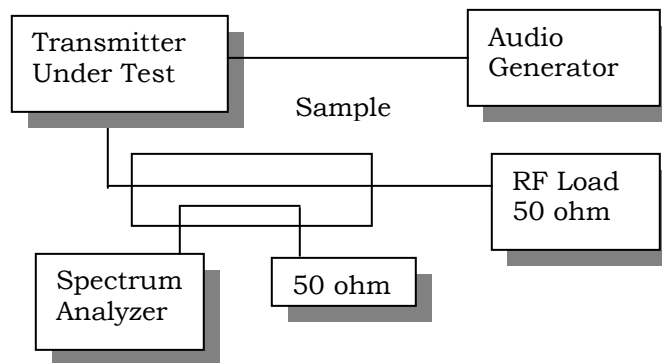 Transmitter
Under Test
Audio
Generator
Sample
RF Load
50 ohm
Spectrum
Analyzer
50 ohm